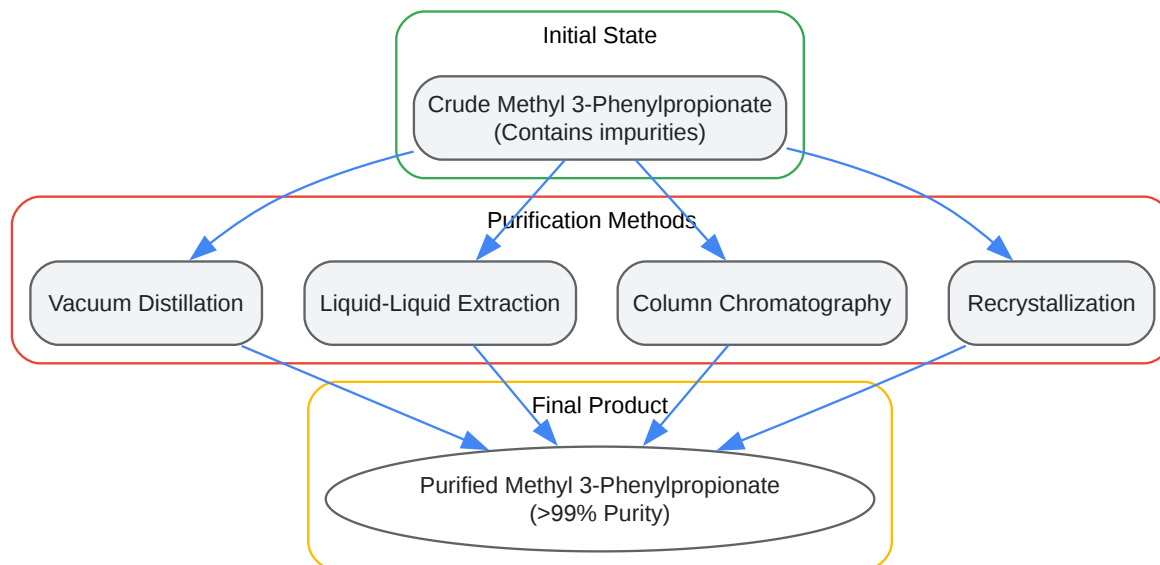 Initial State
Crude Methyl 3-Phenylpropionate
(Contains impurities)
Purification Methods
Vacuum Distillation
Liquid-Liquid Extraction
Column Chromatography
Recrystallization
Final Product
Purified Methyl 3-Phenylpropionate
(>99% Purity)